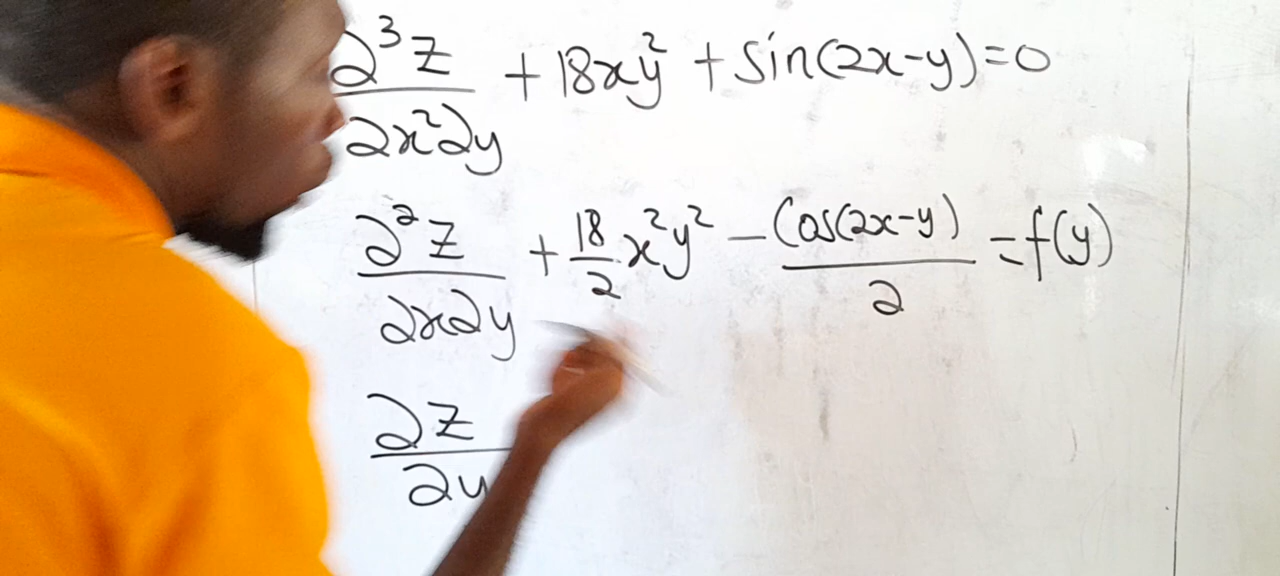 ∂³z/∂x²∂y + 18xy² + sin(2x-y)=0
∂²z/∂x∂y + 18/2 x²y² - Cos(2x-y)/2 = f(y)
∂z/∂y